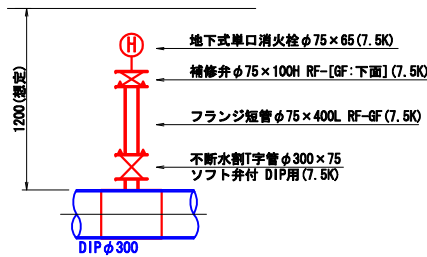 地下式単口消火栓φ75×65(7.5K)
Ⓗ
補修弁φ75×100H RF-[GF:下面](7.5K)
1200(想定)
フランジ短管φ75×400L RF-GF(7.5K)
不断水割T字管φ300×75
ソフト弁付 DIP用(7.5K)
DIPφ300